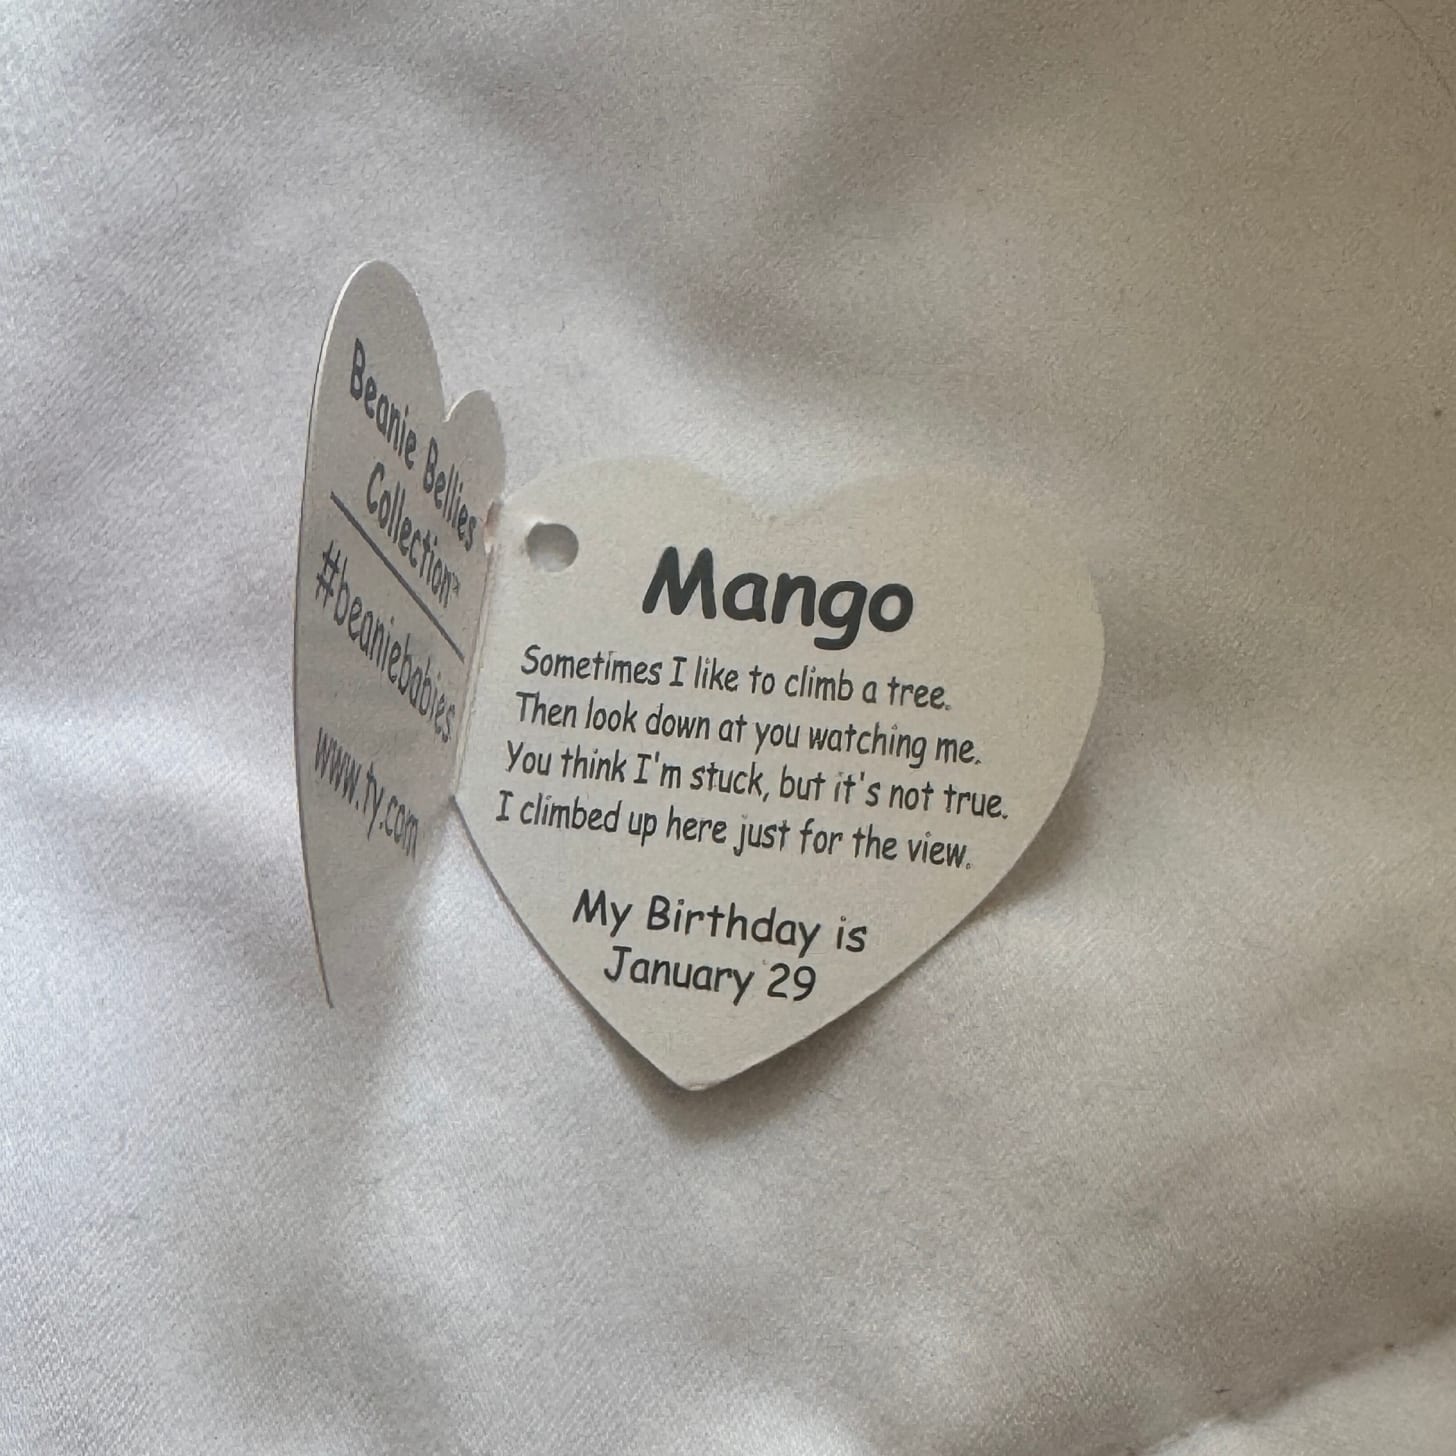 Beanie Bellies
Collection™
#beaniebabies
www.ty.com
Mango
Sometimes I like to climb a tree.
Then look down at you watching me.
You think I'm stuck, but it's not true.
I climbed up here just for the view.
My Birthday is
January 29